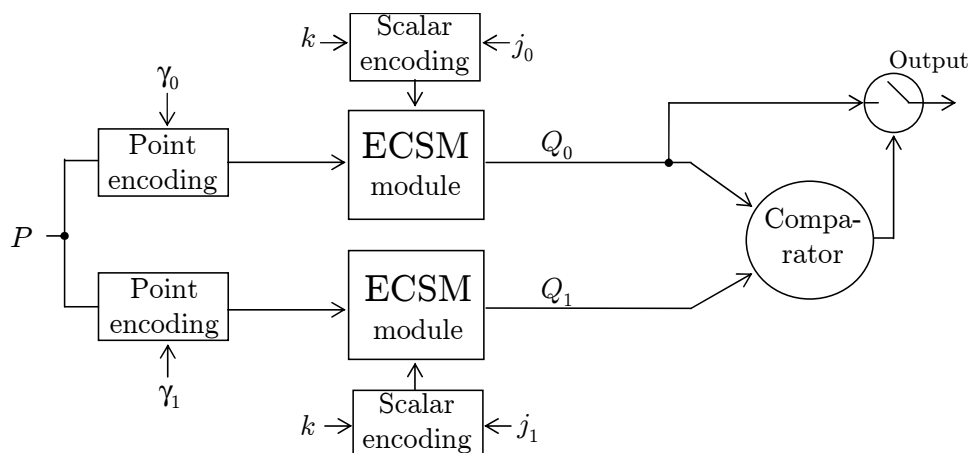 Scalar
encoding
k
j₀
Output
γ₀
Point
encoding
ECSM
module
Q₀
P
Compa-
rator
Point
encoding
ECSM
module
Q₁
γ₁
Scalar
encoding
k
j₁